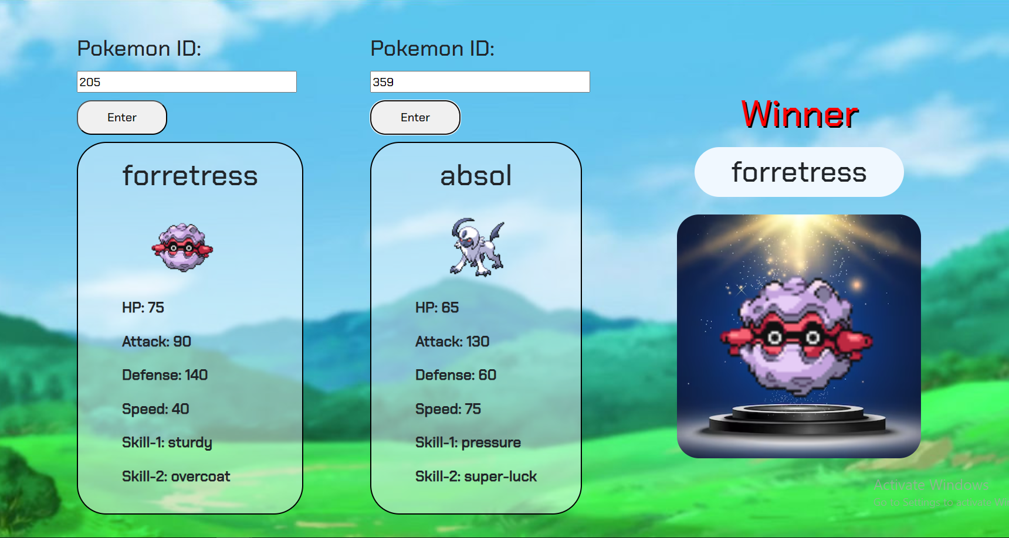 Pokemon ID:
205
Enter
forretress
HP: 75
Attack: 90
Defense: 140
Speed: 40
Skill-1: sturdy
Skill-2: overcoat
Pokemon ID:
359
Enter
absol
HP: 65
Attack: 130
Defense: 60
Speed: 75
Skill-1: pressure
Skill-2: super-luck
Winner
forretress
Activate Windows